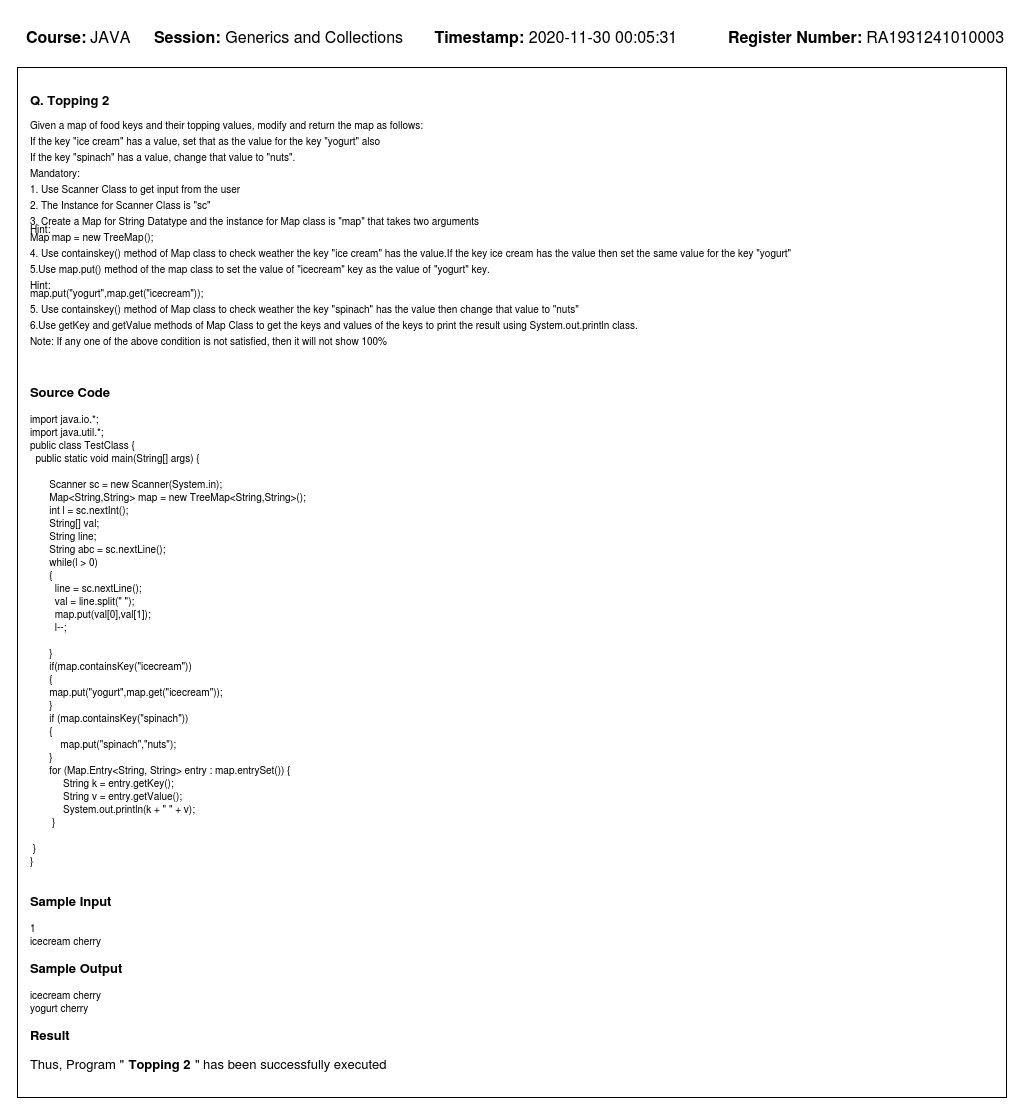 Course: JAVA Session: Generics and Collections Timestamp: 2020-11-30 00:05:31 Register Number: RA1931241010003
Q. Topping 2
Given a map of food keys and their topping values, modify and return the map as follows:
If the key "ice cream" has a value, set that as the value for the key "yogurt" also
If the key "spinach" has a value, change that value to "nuts".
Mandatory:
1. Use Scanner Class to get input from the user
2. The Instance for Scanner Class is "sc"
3. Create a Map for String Datatype and the instance for Map class is "map" that takes two arguments
Hint:
Map map = new TreeMap();
4. Use containskey() method of Map class to check weather the key "ice cream" has the value.If the key ice cream has the value then set the same value for the key "yogurt"
5.Use map.put() method of the map class to set the value of "icecream" key as the value of "yogurt" key.
Hint:
map.put("yogurt",map.get("icecream"));
5. Use containskey() method of Map class to check weather the key "spinach" has the value then change that value to "nuts"
6.Use getKey and getValue methods of Map Class to get the keys and values of the keys to print the result using System.out.println class.
Note: If any one of the above condition is not satisfied, then it will not show 100%
Source Code
import java.io.*;
import java.util.*;
public class TestClass {
public static void main(String[] args) {
Scanner sc = new Scanner(System.in);
Map<String,String> map = new TreeMap<String,String>();
int l = sc.nextInt();
String[] val;
String line;
String abc = sc.nextLine();
while(l > 0)
{
line = sc.nextLine();
val = line.split(" ");
map.put(val[0],val[1]);
l--;
}
if(map.containsKey("icecream"))
{
map.put("yogurt",map.get("icecream"));
}
if (map.containsKey("spinach"))
{
map.put("spinach","nuts");
}
for (Map.Entry<String, String> entry : map.entrySet()) {
String k = entry.getKey();
String v = entry.getValue();
System.out.println(k + " " + v);
}
}
}
Sample Input
1
icecream cherry
Sample Output
icecream cherry
yogurt cherry
Result
Thus, Program " Topping 2 " has been successfully executed